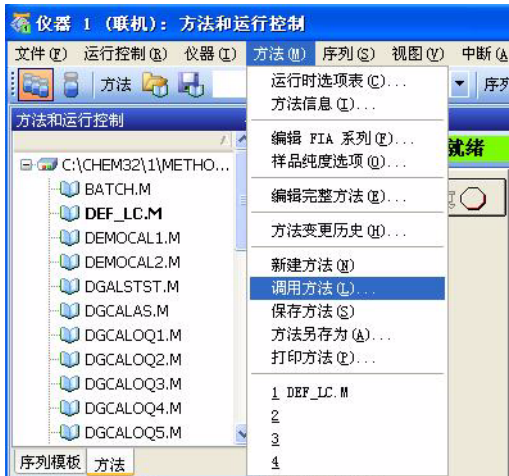 仪器 1 (联机): 方法和运行控制
文件(F) 运行控制(R) 仪器(I) 方法(M) 序列(S) 视图(V) 中断(A
方法 序列
方法和运行控制
C:\CHEM32\1\METHO...
BATCH.M
DEF_LC.M
DEMOCAL1.M
DEMOCAL2.M
DGALSTST.M
DGCALAS.M
DGCALOQ1.M
DGCALOQ2.M
DGCALOQ3.M
DGCALOQ4.M
DGCALOQ5.M
序列模板 方法
运行时选项表(C)...
方法信息(I)...
编辑 FIA 系列(F)...
样品纯度选项(O)...
编辑完整方法(E)...
方法变更历史(H)...
新建方法(N)
调用方法(L)...
保存方法(S)
方法另存为(A)...
打印方法(P)...
1 DEF_LC.M
2
3
4
就绪